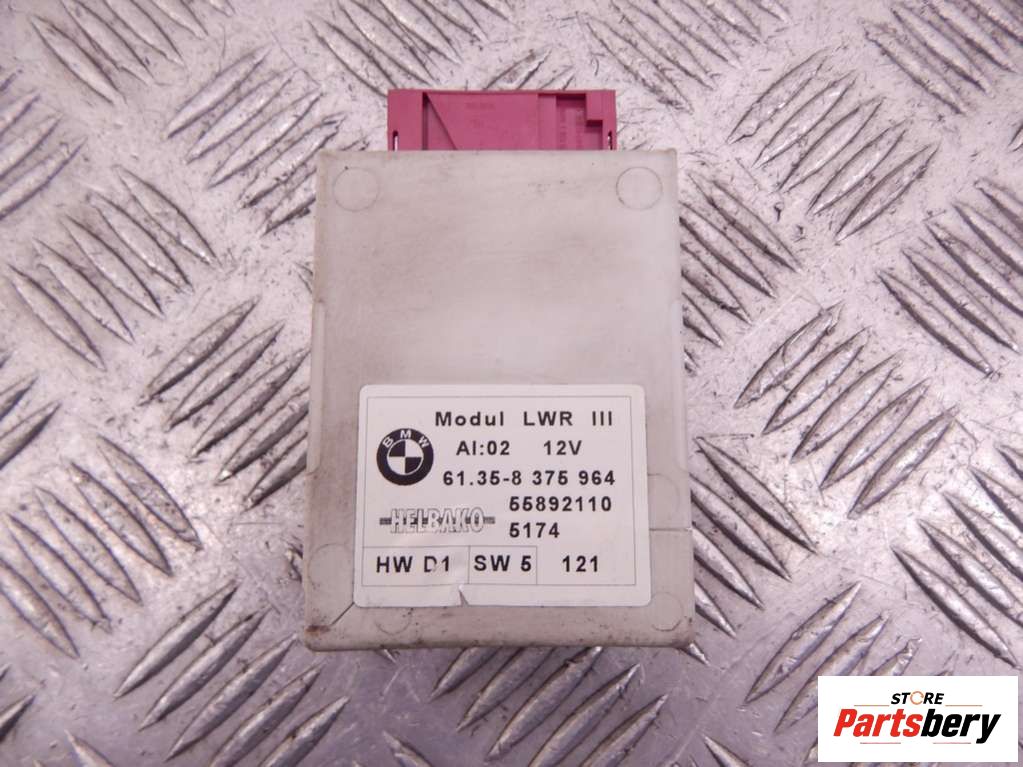 Modul LWR III
BMW
AI:02 12V
61.35-8 375 964
55892110
HELBAKO
5174
HW D1 SW 5 121
STORE
Partsbery